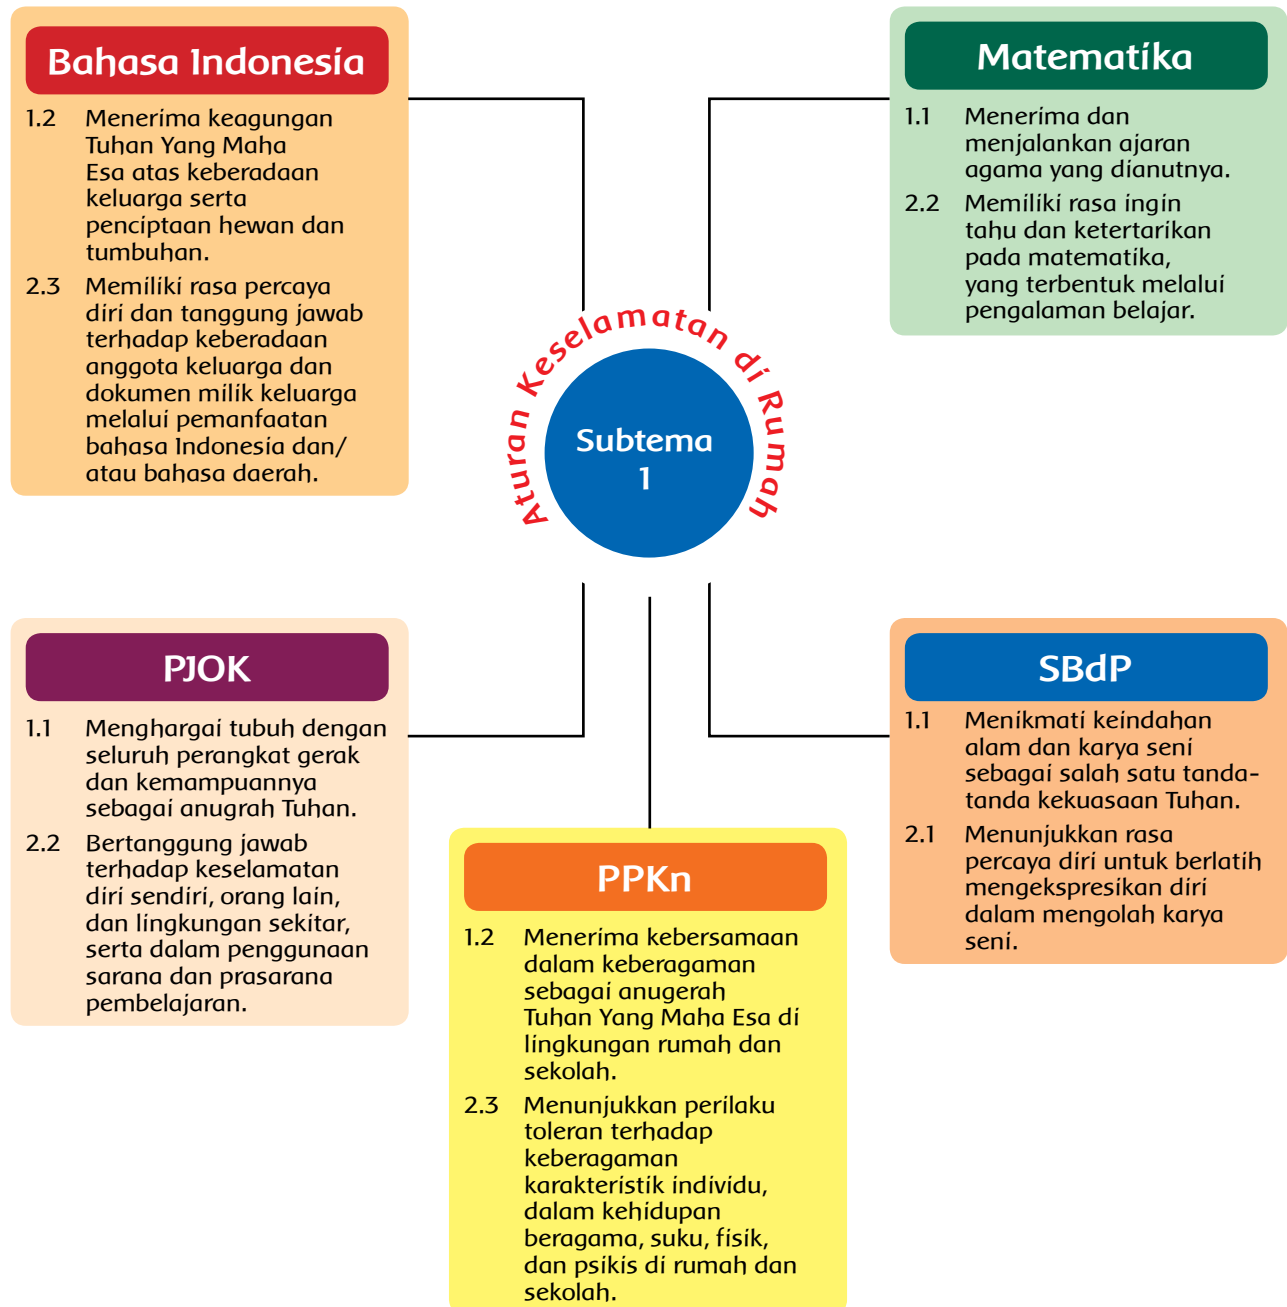 Bahasa Indonesia
1.2 Menerima keagungan
Tuhan Yang Maha
Esa atas keberadaan
keluarga serta
penciptaan hewan dan
tumbuhan.
2.3 Memiliki rasa percaya
diri dan tanggung jawab
terhadap keberadaan
anggota keluarga dan
dokumen milik keluarga
melalui pemanfaatan
bahasa Indonesia dan/
atau bahasa daerah.
Matematika
1.1 Menerima dan
menjalankan ajaran
agama yang dianutnya.
2.2 Memiliki rasa ingin
tahu dan ketertarikan
pada matematika,
yang terbentuk melalui
pengalaman belajar.
Aturan Keselamatan di Rumah
Subtema
1
PJOK
1.1 Menghargai tubuh dengan
seluruh perangkat gerak
dan kemampuannya
sebagai anugrah Tuhan.
2.2 Bertanggung jawab
terhadap keselamatan
diri sendiri, orang lain,
dan lingkungan sekitar,
serta dalam penggunaan
sarana dan prasarana
pembelajaran.
PPKn
1.2 Menerima kebersamaan
dalam keberagaman
sebagai anugerah
Tuhan Yang Maha Esa di
lingkungan rumah dan
sekolah.
2.3 Menunjukkan perilaku
toleran terhadap
keberagaman
karakteristik individu,
dalam kehidupan
beragama, suku, fisik,
dan psikis di rumah dan
sekolah.
SBdP
1.1 Menikmati keindahan
alam dan karya seni
sebagai salah satu tanda-
tanda kekuasaan Tuhan.
2.1 Menunjukkan rasa
percaya diri untuk berlatih
mengekspresikan diri
dalam mengolah karya
seni.